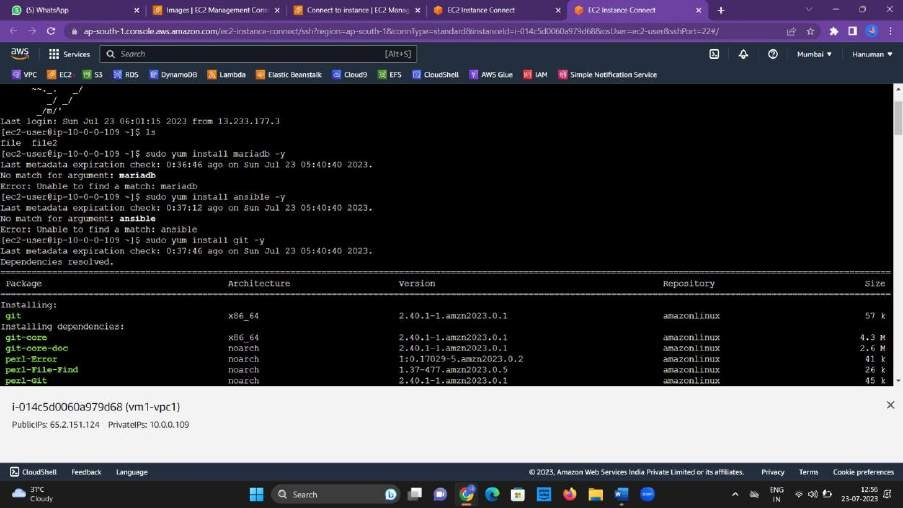 (5) WhatsApp
Images | EC2 Management Con
Connect to instance | EC2 Manag
EC2 Instance Connect
EC2 Instance Connect
ap-south-1.console.aws.amazon.com/ec2-instance-connect/ssh?region=ap-south-1&connType=standard&instanceId=i-014c5d0060a979d68&osUser=ec2-user&sshPort=22#/
aws Services Search [Alt+S] Mumbai Hanuman
VPC EC2 S3 RDS DynamoDB Lambda Elastic Beanstalk Cloud9 EFS CloudShell AWS Glue IAM Simple Notification Service
~~._. _/
_/ _/
_/m/'
Last login: Sun Jul 23 06:01:15 2023 from 13.233.177.3
[ec2-user@ip-10-0-0-109 ~]$ ls
file file2
[ec2-user@ip-10-0-0-109 ~]$ sudo yum install mariadb -y
Last metadata expiration check: 0:36:46 ago on Sun Jul 23 05:40:40 2023.
No match for argument: mariadb
Error: Unable to find a match: mariadb
[ec2-user@ip-10-0-0-109 ~]$ sudo yum install ansible -y
Last metadata expiration check: 0:37:12 ago on Sun Jul 23 05:40:40 2023.
No match for argument: ansible
Error: Unable to find a match: ansible
[ec2-user@ip-10-0-0-109 ~]$ sudo yum install git -y
Last metadata expiration check: 0:37:46 ago on Sun Jul 23 05:40:40 2023.
Dependencies resolved.
Package Architecture Version Repository Size
Installing:
git x86_64 2.40.1-1.amzn2023.0.1 amazonlinux 57 k
Installing dependencies:
git-core x86_64 2.40.1-1.amzn2023.0.1 amazonlinux 4.3 M
git-core-doc noarch 2.40.1-1.amzn2023.0.1 amazonlinux 2.6 M
perl-Error noarch 1:0.17029-5.amzn2023.0.2 amazonlinux 41 k
perl-File-Find noarch 1.37-477.amzn2023.0.5 amazonlinux 26 k
perl-Git noarch 2.40.1-1.amzn2023.0.1 amazonlinux 45 k
i-014c5d0060a979d68 (vm1-vpc1)
PublicIPs: 65.2.151.124 PrivateIPs: 10.0.0.109
CloudShell Feedback Language © 2023, Amazon Web Services India Private Limited or its affiliates. Privacy Terms Cookie preferences
31°C
Cloudy
Search
ENG
IN
12:56
23-07-2023